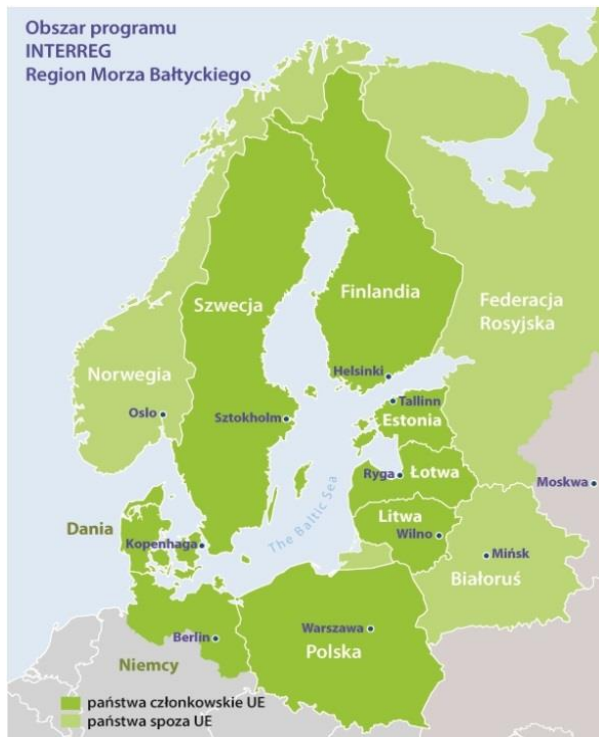 Obszar programu
INTERREG
Region Morza Bałtyckiego
Szwecja
Finlandia
Federacja
Rosyjska
Norwegia
Helsinki
Oslo
Sztokholm
Tallinn
Estonia
Ryga
Łotwa
Moskwa
The Baltic Sea
Litwa
Dania
Wilno
Kopenhaga
Mińsk
Białoruś
Warszawa
Berlin
Polska
Niemcy
państwa członkowskie UE
państwa spoza UE